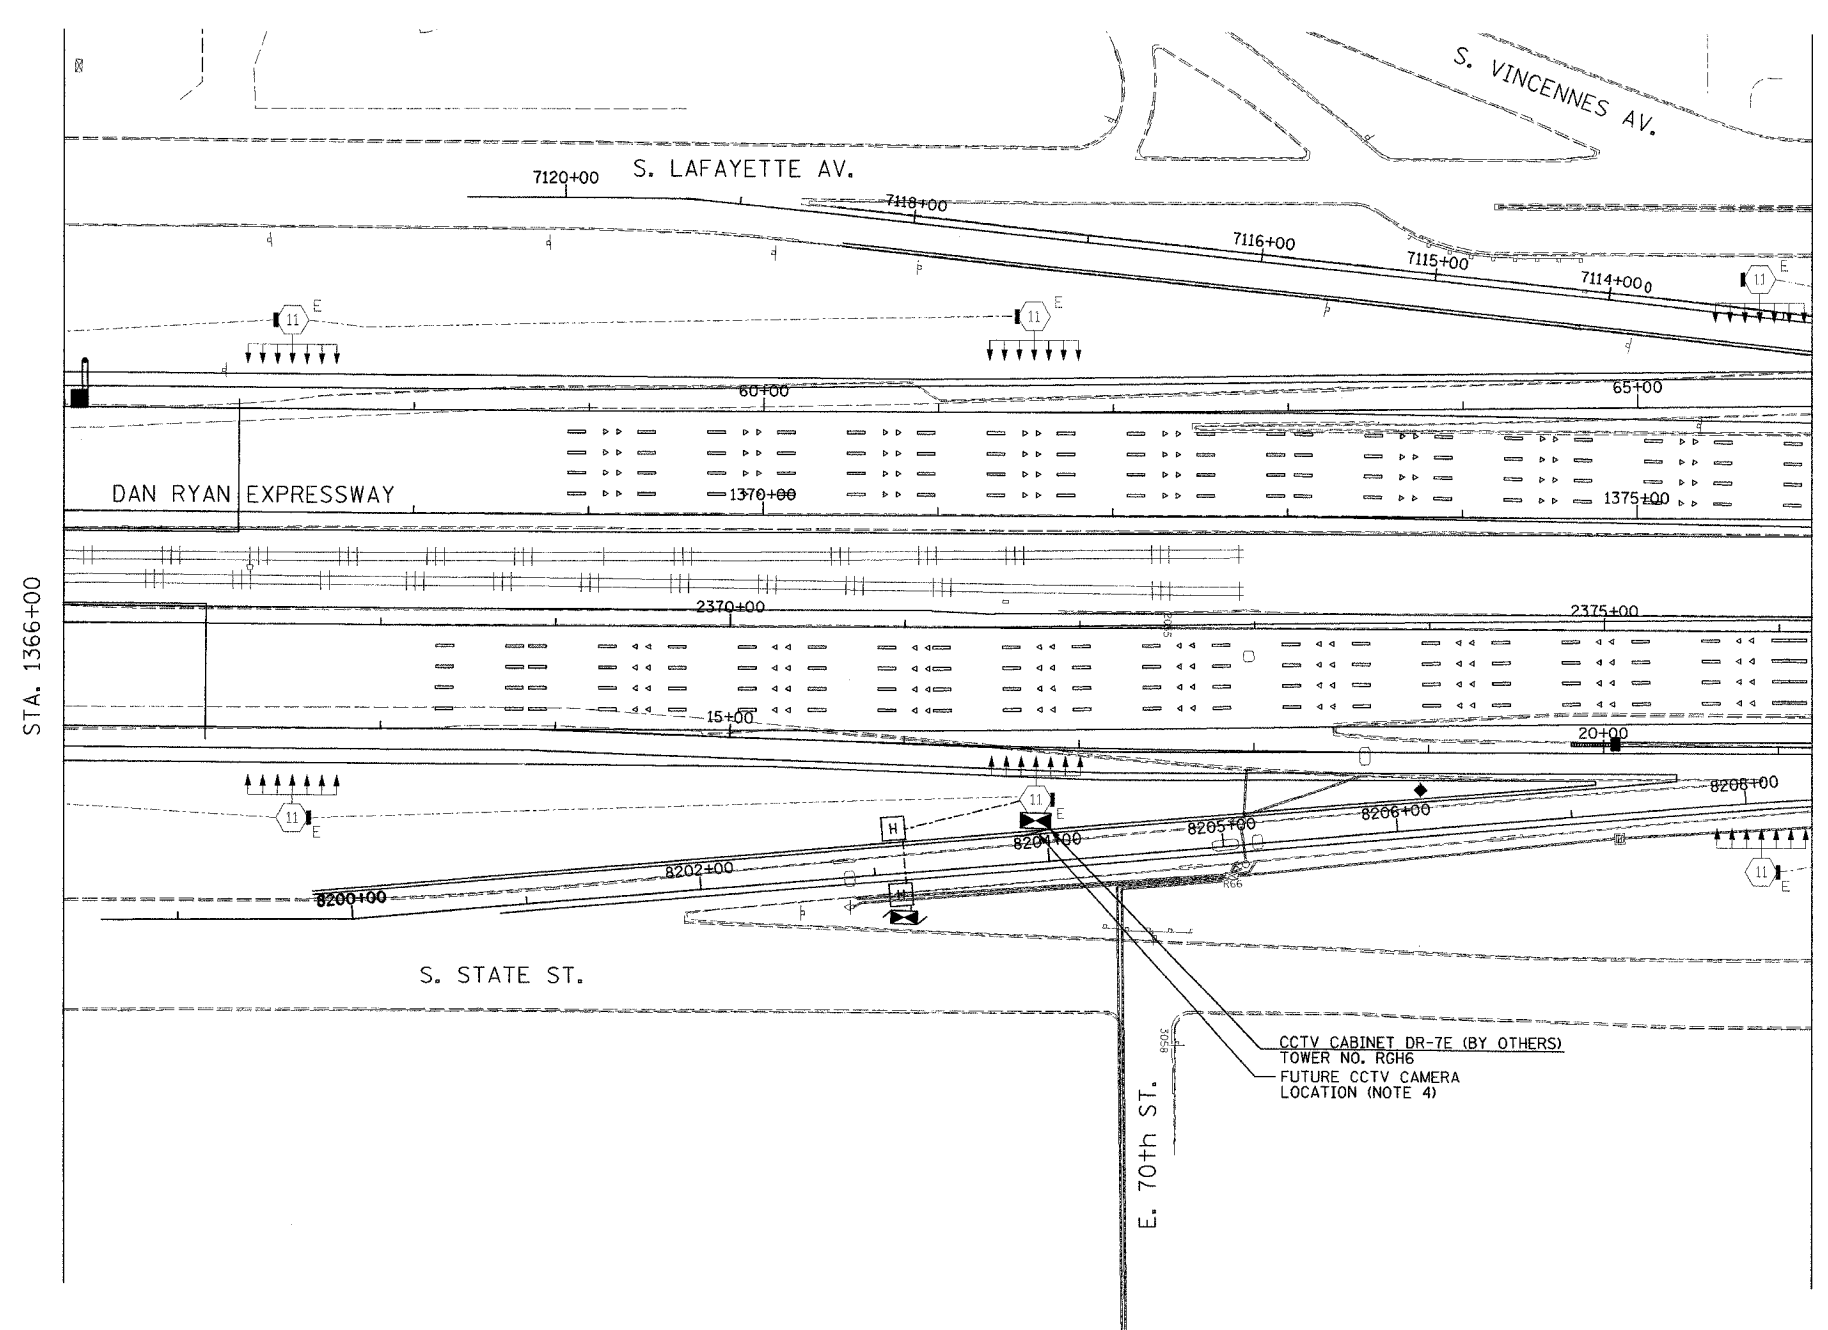 S. VINCENNES AV.
S. LAFAYETTE AV.
7120+00
7118+00
7116+00
7115+00
7114+00
11 E
11 E
11 E
60+00
65+00
DAN RYAN EXPRESSWAY
1370+00
1375+00
STA. 1366+00
2370+00
2375+00
15+00
20+00
11 E
11 E
11 E
H
H
8200+00
8202+00
8204+00
8205+00
8206+00
8208+00
R66
S. STATE ST.
3058
E. 70th ST.
CCTV CABINET DR-7E (BY OTHERS)
TOWER NO. RGH6
FUTURE CCTV CAMERA
LOCATION (NOTE 4)